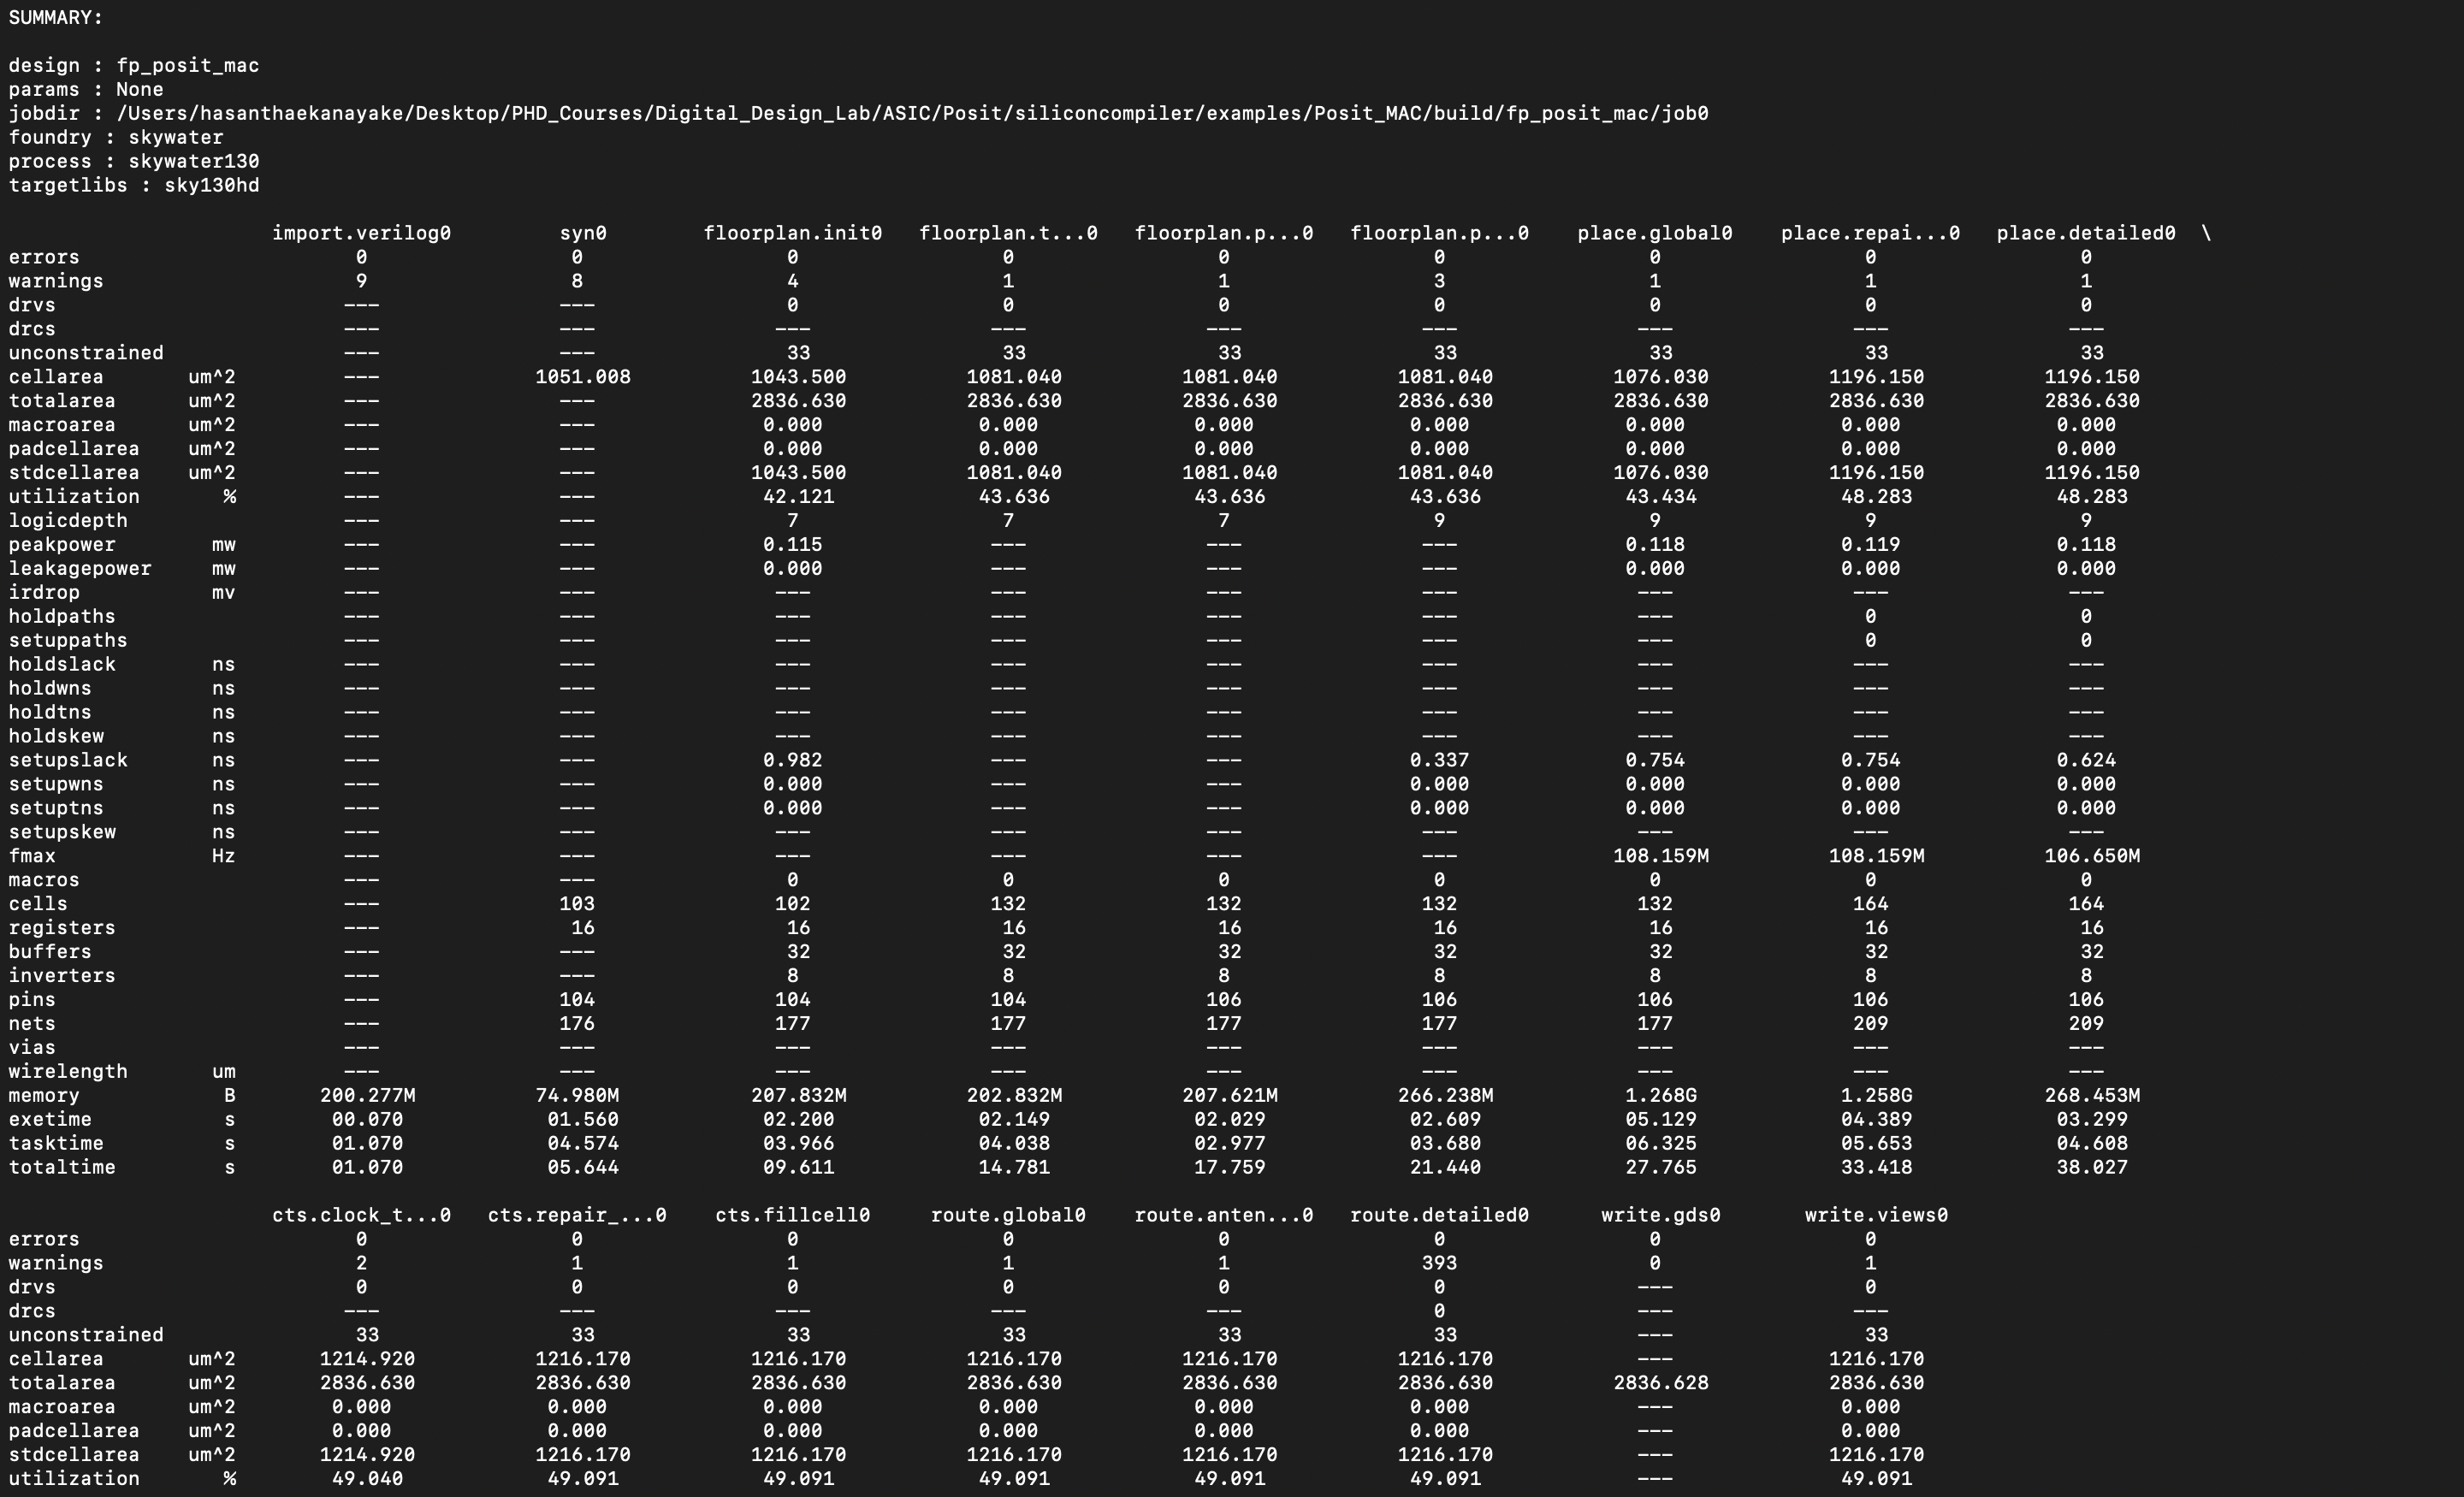 SUMMARY:
design : fp_posit_mac
params : None
jobdir : /Users/hasanthaekanayake/Desktop/PHD_Courses/Digital_Design_Lab/ASIC/Posit/siliconcompiler/examples/Posit_MAC/build/fp_posit_mac/job0
foundry : skywater
process : skywater130
targetlibs : sky130hd
import.verilog0 syn0 floorplan.init0 floorplan.t...0 floorplan.p...0 floorplan.p...0 place.global0 place.repai...0 place.detailed0 \
errors 0 0 0 0 0 0 0 0 0
warnings 9 8 4 1 1 3 1 1 1
drvs --- --- 0 0 0 0 0 0 0
drcs --- --- --- --- --- --- --- --- ---
unconstrained --- --- 33 33 33 33 33 33 33
cellarea um^2 --- 1051.008 1043.500 1081.040 1081.040 1081.040 1076.030 1196.150 1196.150
totalarea um^2 --- --- 2836.630 2836.630 2836.630 2836.630 2836.630 2836.630 2836.630
macroarea um^2 --- --- 0.000 0.000 0.000 0.000 0.000 0.000 0.000
padcellarea um^2 --- --- 0.000 0.000 0.000 0.000 0.000 0.000 0.000
stdcellarea um^2 --- --- 1043.500 1081.040 1081.040 1081.040 1076.030 1196.150 1196.150
utilization % --- --- 42.121 43.636 43.636 43.636 43.434 48.283 48.283
logicdepth --- --- 7 7 7 9 9 9 9
peakpower mw --- --- 0.115 --- --- --- 0.118 0.119 0.118
leakagepower mw --- --- 0.000 --- --- --- 0.000 0.000 0.000
irdrop mv --- --- --- --- --- --- --- --- ---
holdpaths --- --- --- --- --- --- --- 0 0
setuppaths --- --- --- --- --- --- --- 0 0
holdslack ns --- --- --- --- --- --- --- --- ---
holdwns ns --- --- --- --- --- --- --- --- ---
holdtns ns --- --- --- --- --- --- --- --- ---
holdskew ns --- --- --- --- --- --- --- --- ---
setupslack ns --- --- 0.982 --- --- 0.337 0.754 0.754 0.624
setupwns ns --- --- 0.000 --- --- 0.000 0.000 0.000 0.000
setuptns ns --- --- 0.000 --- --- 0.000 0.000 0.000 0.000
setupskew ns --- --- --- --- --- --- --- --- ---
fmax Hz --- --- --- --- --- --- 108.159M 108.159M 106.650M
macros --- --- 0 0 0 0 0 0 0
cells --- 103 102 132 132 132 132 164 164
registers --- 16 16 16 16 16 16 16 16
buffers --- --- 32 32 32 32 32 32 32
inverters --- --- 8 8 8 8 8 8 8
pins --- 104 104 104 106 106 106 106 106
nets --- 176 177 177 177 177 177 209 209
vias --- --- --- --- --- --- --- --- ---
wirelength um --- --- --- --- --- --- --- --- ---
memory B 200.277M 74.980M 207.832M 202.832M 207.621M 266.238M 1.268G 1.258G 268.453M
exetime s 00.070 01.560 02.200 02.149 02.029 02.609 05.129 04.389 03.299
tasktime s 01.070 04.574 03.966 04.038 02.977 03.680 06.325 05.653 04.608
totaltime s 01.070 05.644 09.611 14.781 17.759 21.440 27.765 33.418 38.027
cts.clock_t...0 cts.repair_...0 cts.fillcell0 route.global0 route.anten...0 route.detailed0 write.gds0 write.views0
errors 0 0 0 0 0 0 0 0
warnings 2 1 1 1 1 393 0 1
drvs 0 0 0 0 0 0 --- 0
drcs --- --- --- --- --- 0 --- ---
unconstrained 33 33 33 33 33 33 --- 33
cellarea um^2 1214.920 1216.170 1216.170 1216.170 1216.170 1216.170 --- 1216.170
totalarea um^2 2836.630 2836.630 2836.630 2836.630 2836.630 2836.630 2836.628 2836.630
macroarea um^2 0.000 0.000 0.000 0.000 0.000 0.000 --- 0.000
padcellarea um^2 0.000 0.000 0.000 0.000 0.000 0.000 --- 0.000
stdcellarea um^2 1214.920 1216.170 1216.170 1216.170 1216.170 1216.170 --- 1216.170
utilization % 49.040 49.091 49.091 49.091 49.091 49.091 --- 49.091